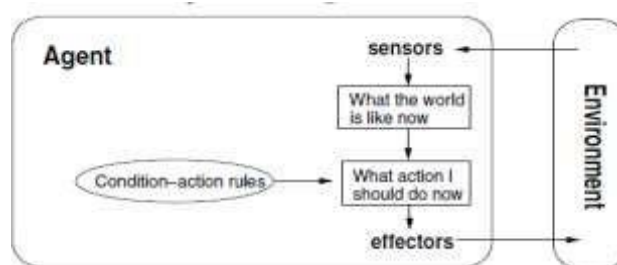 Agent
sensors
What the world
is like now
Condition–action rules
What action I
should do now
effectors
Environment